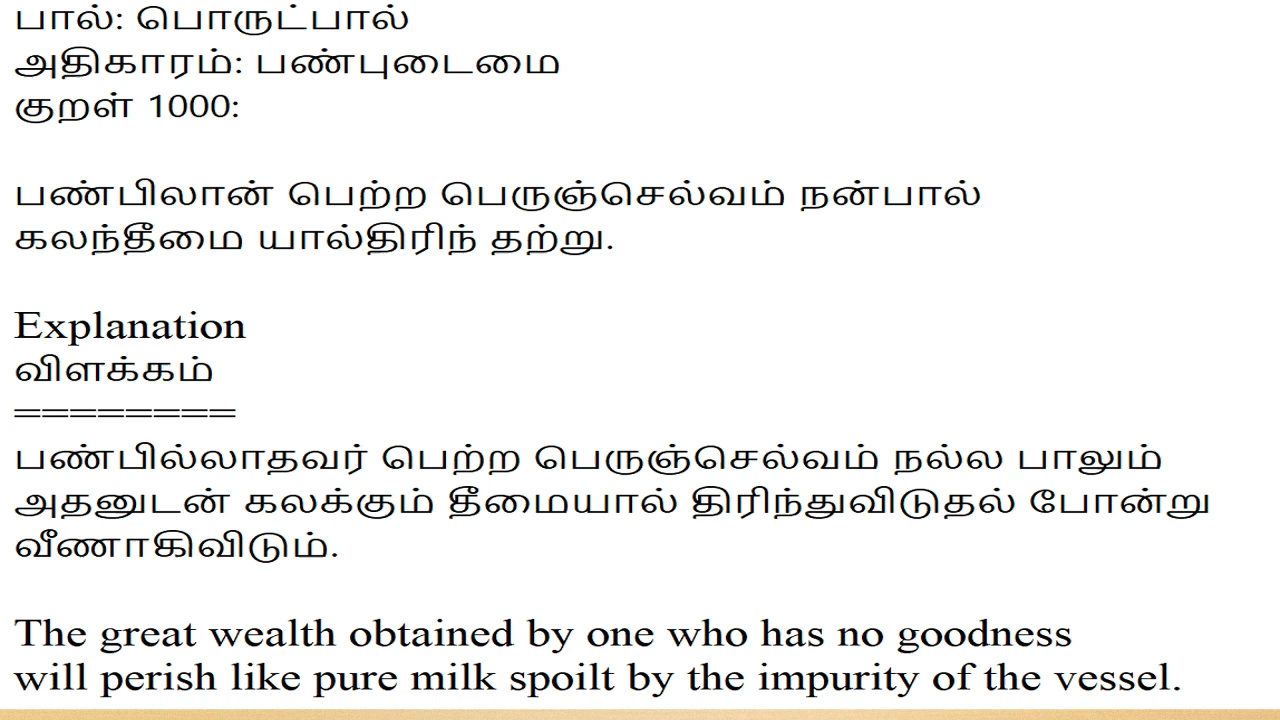 பால்: பொருட்பால்
அதிகாரம்: பண்புடைமை
குறள் 1000:
பண்பிலான் பெற்ற பெருஞ்செல்வம் நன்பால்
கலந்தீமை யால்திரிந் தற்று.
Explanation
விளக்கம்
========
பண்பில்லாதவர் பெற்ற பெருஞ்செல்வம் நல்ல பாலும்
அதனுடன் கலக்கும் தீமையால் திரிந்துவிடுதல் போன்று
வீணாகிவிடும்.
The great wealth obtained by one who has no goodness
will perish like pure milk spoilt by the impurity of the vessel.